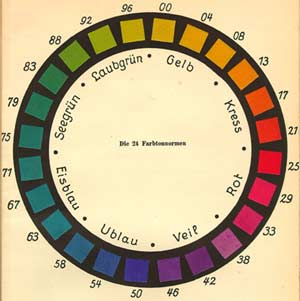 00
04
08
13
17
21
25
29
33
38
42
46
50
54
58
63
67
71
75
79
83
88
92
96
Gelb
Kress
Rot
Veil
Ublau
Eisblau
Seegrün
Laubgrün
Die 24 Farbtonnormen